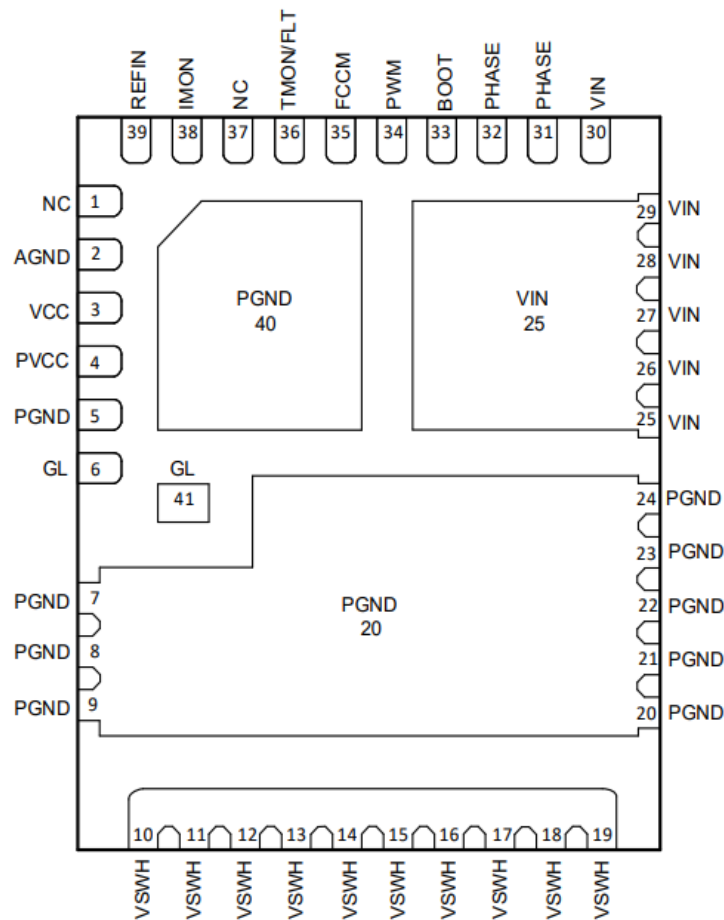 REFIN
IMON
NC
TMON/FLT
FCCM
PWM
BOOT
PHASE
PHASE
VIN
39
38
37
36
35
34
33
32
31
30
NC 1
AGND 2
VCC 3
PVCC 4
PGND 5
GL 6
PGND
40
VIN
25
29 VIN
28 VIN
27 VIN
26 VIN
25 VIN
GL
41
24 PGND
23 PGND
22 PGND
21 PGND
20 PGND
PGND
20
PGND 7
PGND 8
PGND 9
10
11
12
13
14
15
16
17
18
19
VSWH
VSWH
VSWH
VSWH
VSWH
VSWH
VSWH
VSWH
VSWH
VSWH